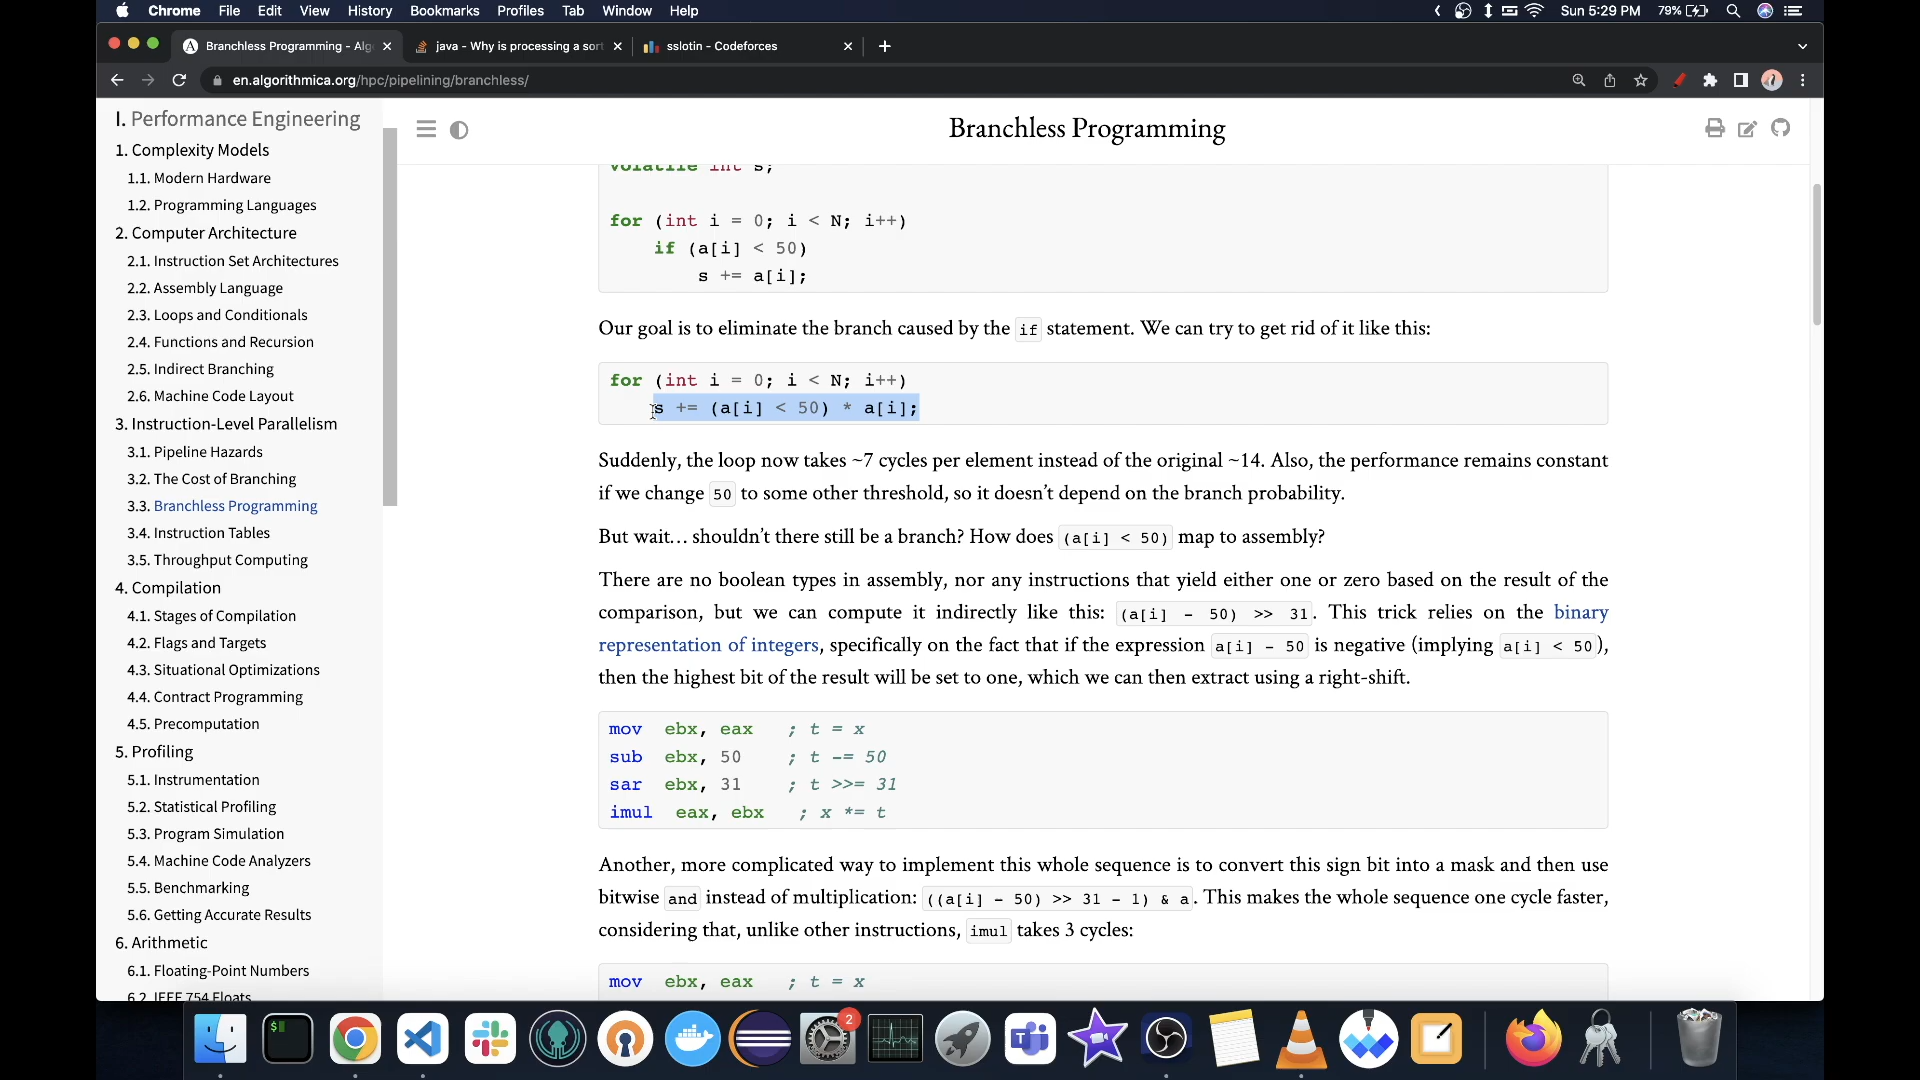 Chrome File Edit View History Bookmarks Profiles Tab Window Help
Sun 5:29 PM 79%
Branchless Programming - Alg
java - Why is processing a sort
sslotin - Codeforces
en.algorithmica.org/hpc/pipelining/branchless/
I. Performance Engineering
1. Complexity Models
1.1. Modern Hardware
1.2. Programming Languages
2. Computer Architecture
2.1. Instruction Set Architectures
2.2. Assembly Language
2.3. Loops and Conditionals
2.4. Functions and Recursion
2.5. Indirect Branching
2.6. Machine Code Layout
3. Instruction-Level Parallelism
3.1. Pipeline Hazards
3.2. The Cost of Branching
3.3. Branchless Programming
3.4. Instruction Tables
3.5. Throughput Computing
4. Compilation
4.1. Stages of Compilation
4.2. Flags and Targets
4.3. Situational Optimizations
4.4. Contract Programming
4.5. Precomputation
5. Profiling
5.1. Instrumentation
5.2. Statistical Profiling
5.3. Program Simulation
5.4. Machine Code Analyzers
5.5. Benchmarking
5.6. Getting Accurate Results
6. Arithmetic
6.1. Floating-Point Numbers
6.2. IEEE 754 Floats
Branchless Programming
volatile int s;
for (int i = 0; i < N; i++)
if (a[i] < 50)
s += a[i];
Our goal is to eliminate the branch caused by the if statement. We can try to get rid of it like this:
for (int i = 0; i < N; i++)
s += (a[i] < 50) * a[i];
Suddenly, the loop now takes ~7 cycles per element instead of the original ~14. Also, the performance remains constant
if we change 50 to some other threshold, so it doesn't depend on the branch probability.
But wait… shouldn't there still be a branch? How does (a[i] < 50) map to assembly?
There are no boolean types in assembly, nor any instructions that yield either one or zero based on the result of the
comparison, but we can compute it indirectly like this: (a[i] - 50) >> 31. This trick relies on the binary
representation of integers, specifically on the fact that if the expression a[i] - 50 is negative (implying a[i] < 50),
then the highest bit of the result will be set to one, which we can then extract using a right-shift.
mov ebx, eax ; t = x
sub ebx, 50 ; t -= 50
sar ebx, 31 ; t >>= 31
imul eax, ebx ; x *= t
Another, more complicated way to implement this whole sequence is to convert this sign bit into a mask and then use
bitwise and instead of multiplication: ((a[i] - 50) >> 31 - 1) & a. This makes the whole sequence one cycle faster,
considering that, unlike other instructions, imul takes 3 cycles:
mov ebx, eax ; t = x
2